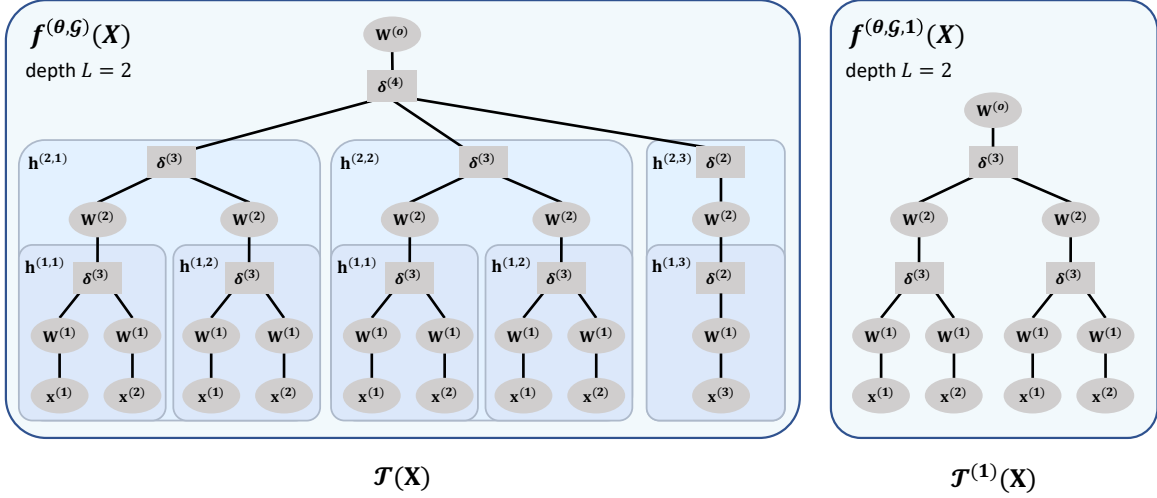 f^(θ,𝒢)(X)
depth L = 2
W^(o)
δ^(4)
h^(2,1) δ^(3) h^(2,2) δ^(3) h^(2,3) δ^(2)
W^(2) W^(2) W^(2) W^(2) W^(2)
h^(1,1) δ^(3) h^(1,2) δ^(3) h^(1,1) δ^(3) h^(1,2) δ^(3) h^(1,3) δ^(2)
W^(1) W^(1) W^(1) W^(1) W^(1) W^(1) W^(1) W^(1) W^(1)
x^(1) x^(2) x^(1) x^(2) x^(1) x^(2) x^(1) x^(2) x^(3)
𝒯(X)
f^(θ,𝒢,1)(X)
depth L = 2
W^(o)
δ^(3)
W^(2) W^(2)
δ^(3) δ^(3)
W^(1) W^(1) W^(1) W^(1)
x^(1) x^(2) x^(1) x^(2)
𝒯^(1)(X)